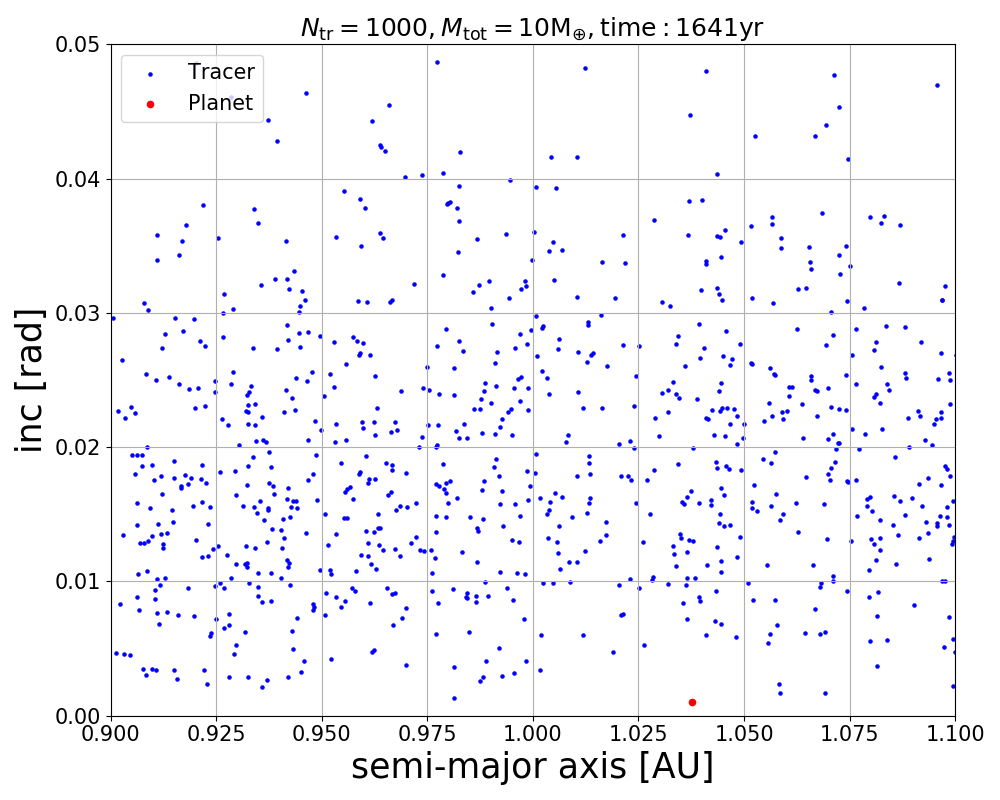 N_tr = 1000, M_tot = 10M_⊕, time : 1641yr
0.05
Tracer
Planet
0.04
0.03
0.02
0.01
0.00
inc [rad]
0.900 0.925 0.950 0.975 1.000 1.025 1.050 1.075 1.100
semi-major axis [AU]